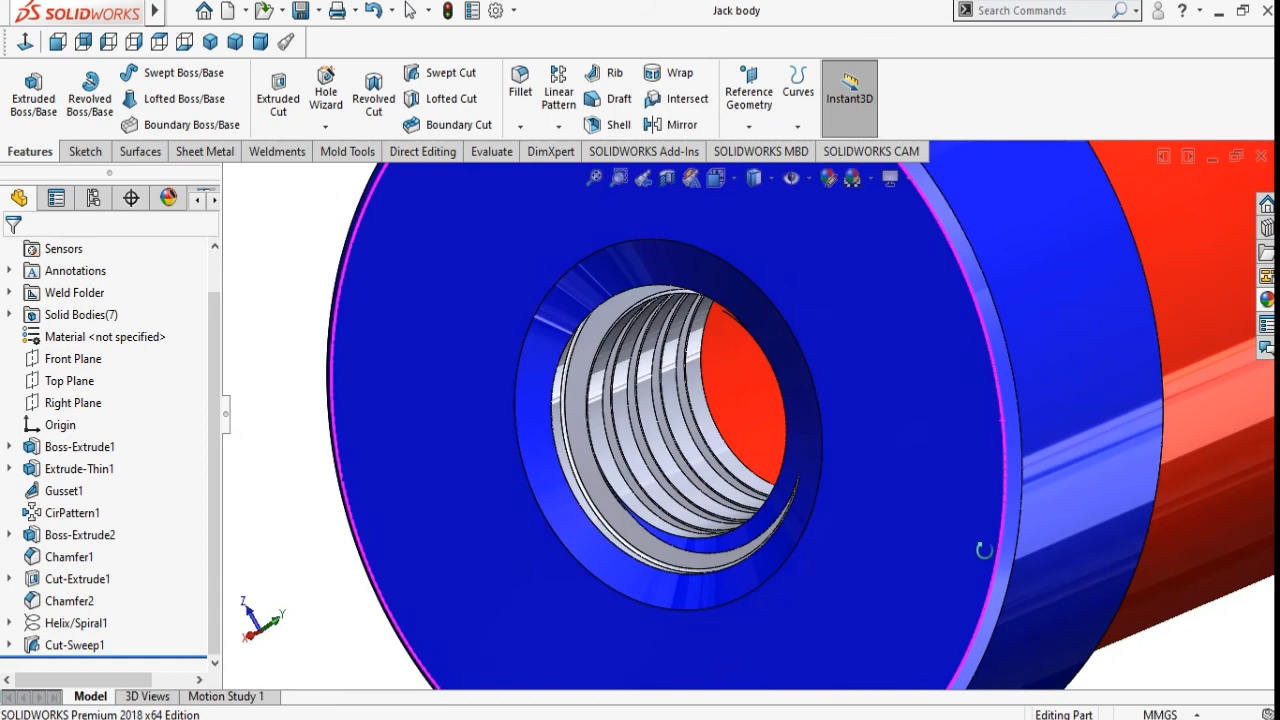 SOLIDWORKS
Jack body
Search Commands
?
Extruded Boss/Base
Revolved Boss/Base
Swept Boss/Base
Lofted Boss/Base
Boundary Boss/Base
Extruded Cut
Hole Wizard
Revolved Cut
Swept Cut
Lofted Cut
Boundary Cut
Fillet
Linear Pattern
Rib
Draft
Shell
Wrap
Intersect
Mirror
Reference Geometry
Curves
Instant3D
Features
Sketch
Surfaces
Sheet Metal
Weldments
Mold Tools
Direct Editing
Evaluate
DimXpert
SOLIDWORKS Add-Ins
SOLIDWORKS MBD
SOLIDWORKS CAM
Sensors
Annotations
Weld Folder
Solid Bodies(7)
Material <not specified>
Front Plane
Top Plane
Right Plane
Origin
Boss-Extrude1
Extrude-Thin1
Gusset1
CirPattern1
Boss-Extrude2
Chamfer1
Cut-Extrude1
Chamfer2
Helix/Spiral1
Cut-Sweep1
Z
Y
X
Model
3D Views
Motion Study 1
SOLIDWORKS Premium 2018 x64 Edition
Editing Part
MMGS